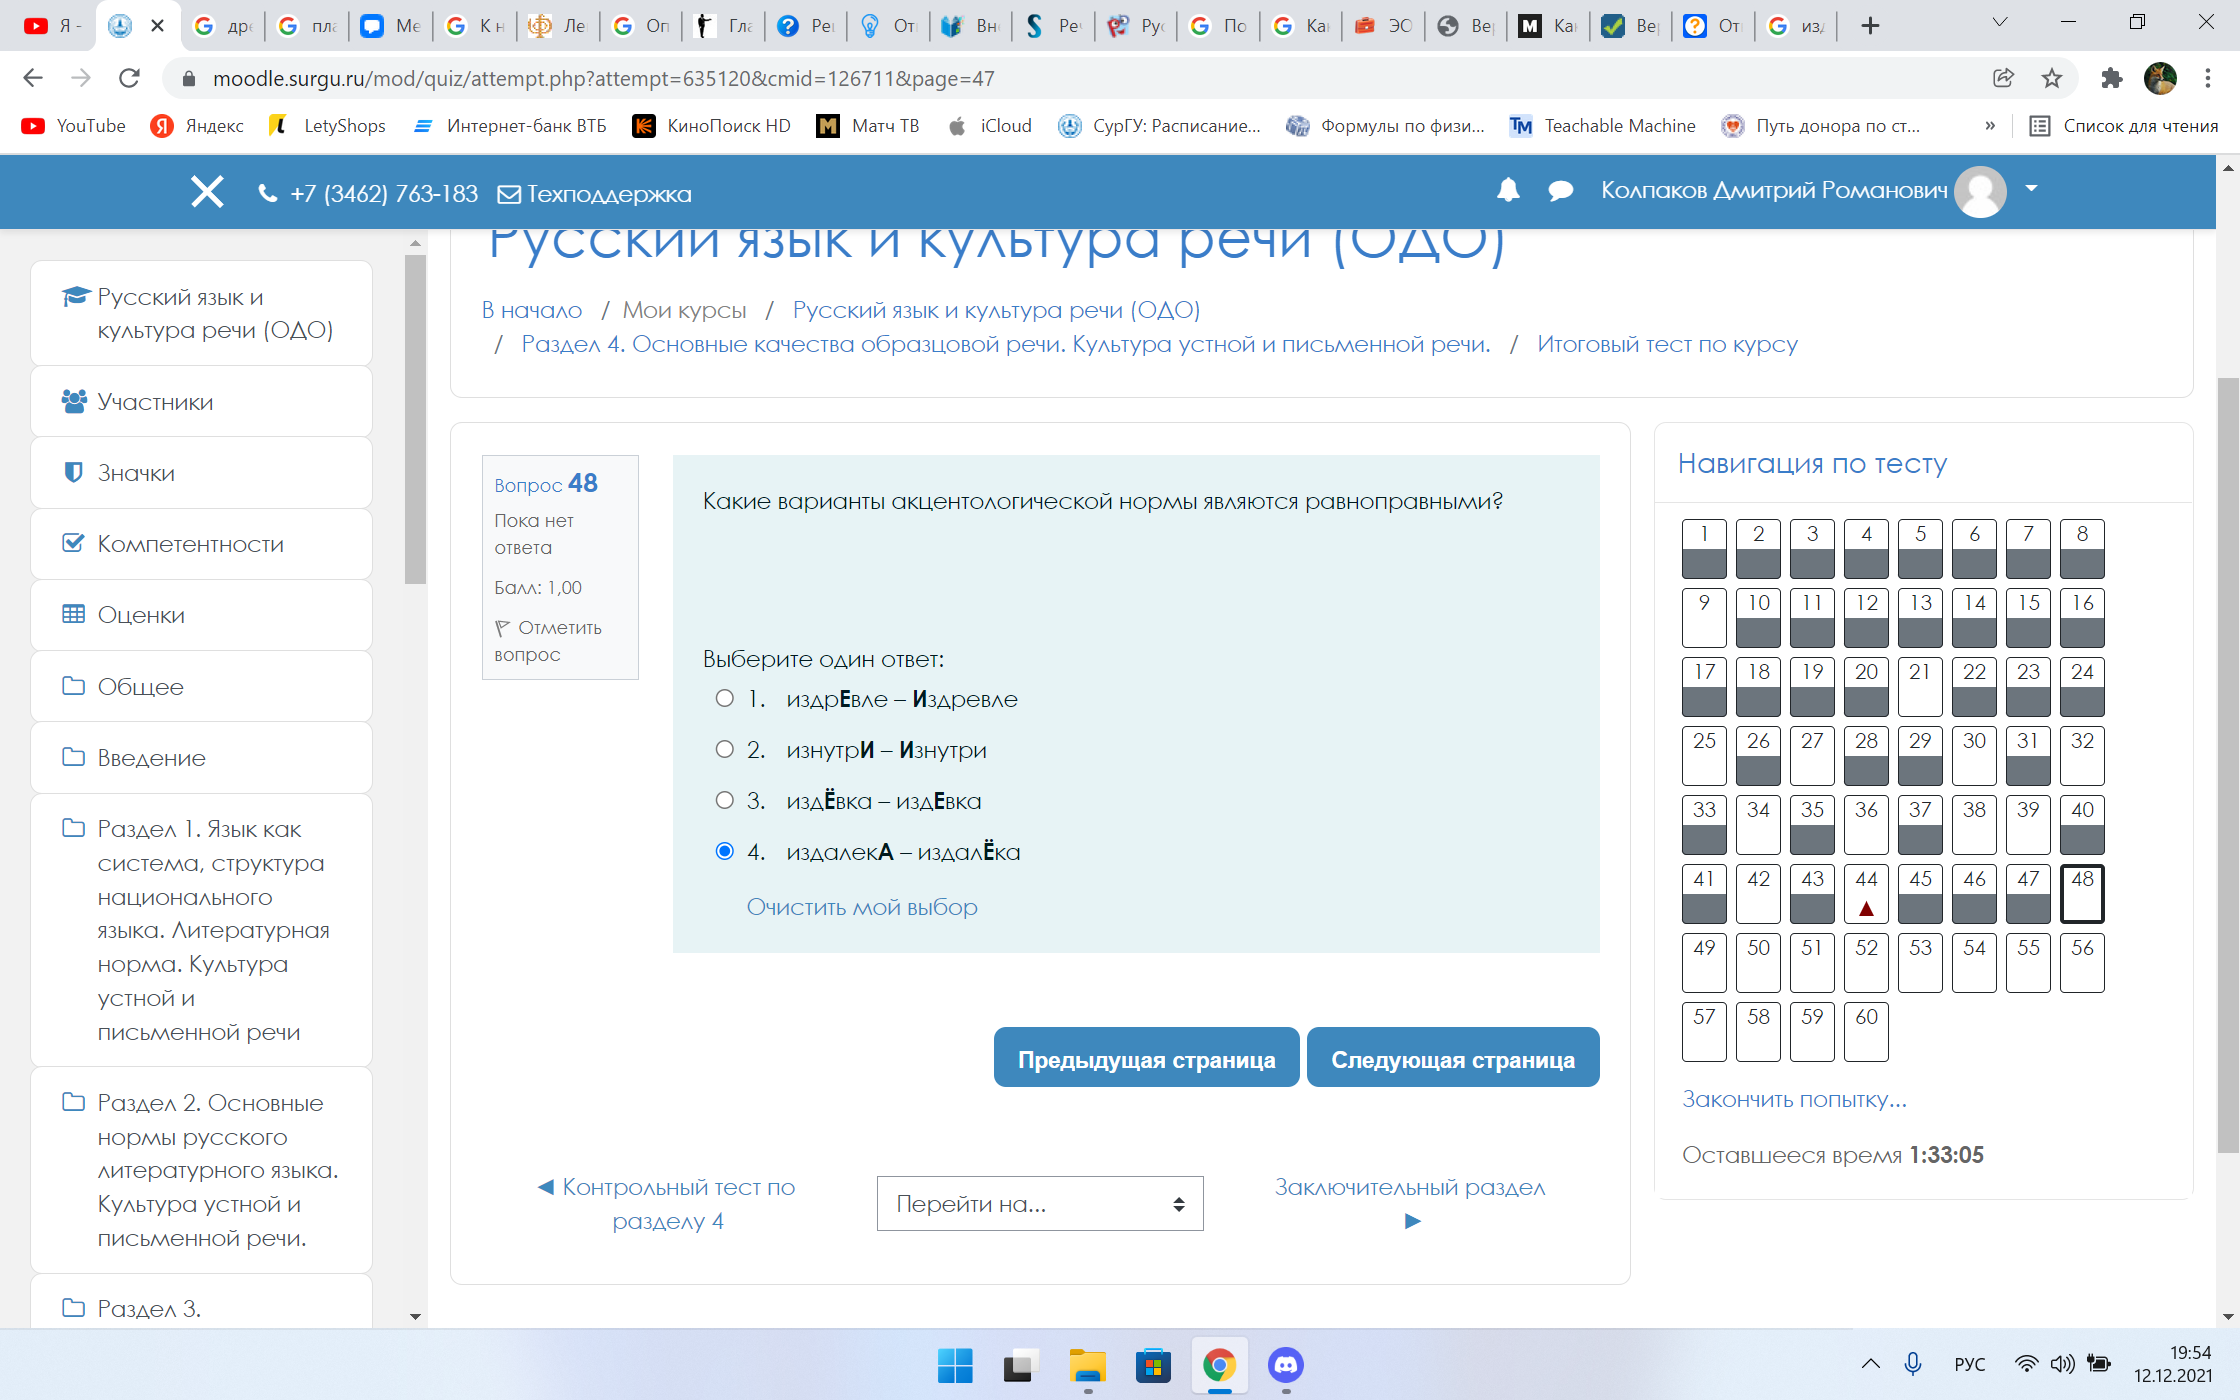 Я -
дре
пла
Ме
К н
Ле
Оп
Гла
Реш
От
Вн
Реч
Рус
По
Как
ЭО
Вер
Как
Вер
От
изд
moodle.surgu.ru/mod/quiz/attempt.php?attempt=635120&cmid=126711&page=47
YouTube
Яндекс
LetyShops
Интернет-банк ВТБ
КиноПоиск HD
Матч ТВ
iCloud
СурГУ: Расписание...
Формулы по физи...
Teachable Machine
Путь донора по ст...
»
Список для чтения
+7 (3462) 763-183
Техподдержка
Колпаков Дмитрий Романович
Русский язык и культура речи (ОДО)
В начало / Мои курсы / Русский язык и культура речи (ОДО)
/ Раздел 4. Основные качества образцовой речи. Культура устной и письменной речи. / Итоговый тест по курсу
Русский язык и
культура речи (ОДО)
Участники
Значки
Компетентности
Оценки
Общее
Введение
Раздел 1. Язык как
система, структура
национального
языка. Литературная
норма. Культура
устной и
письменной речи
Раздел 2. Основные
нормы русского
литературного языка.
Культура устной и
письменной речи.
Раздел 3.
Вопрос 48
Пока нет
ответа
Балл: 1,00
Отметить
вопрос
Какие варианты акцентологической нормы являются равноправными?
Выберите один ответ:
1. издрЕвле – Издревле
2. изнутрИ – Изнутри
3. издЁвка – издЕвка
4. издалекА – издалЁка
Очистить мой выбор
Предыдущая страница
Следующая страница
◄ Контрольный тест по
разделу 4
Перейти на...
Заключительный раздел
►
Навигация по тесту
1 2 3 4 5 6 7 8
9 10 11 12 13 14 15 16
17 18 19 20 21 22 23 24
25 26 27 28 29 30 31 32
33 34 35 36 37 38 39 40
41 42 43 44 45 46 47 48
49 50 51 52 53 54 55 56
57 58 59 60
Закончить попытку...
Оставшееся время 1:33:05
РУС
19:54
12.12.2021